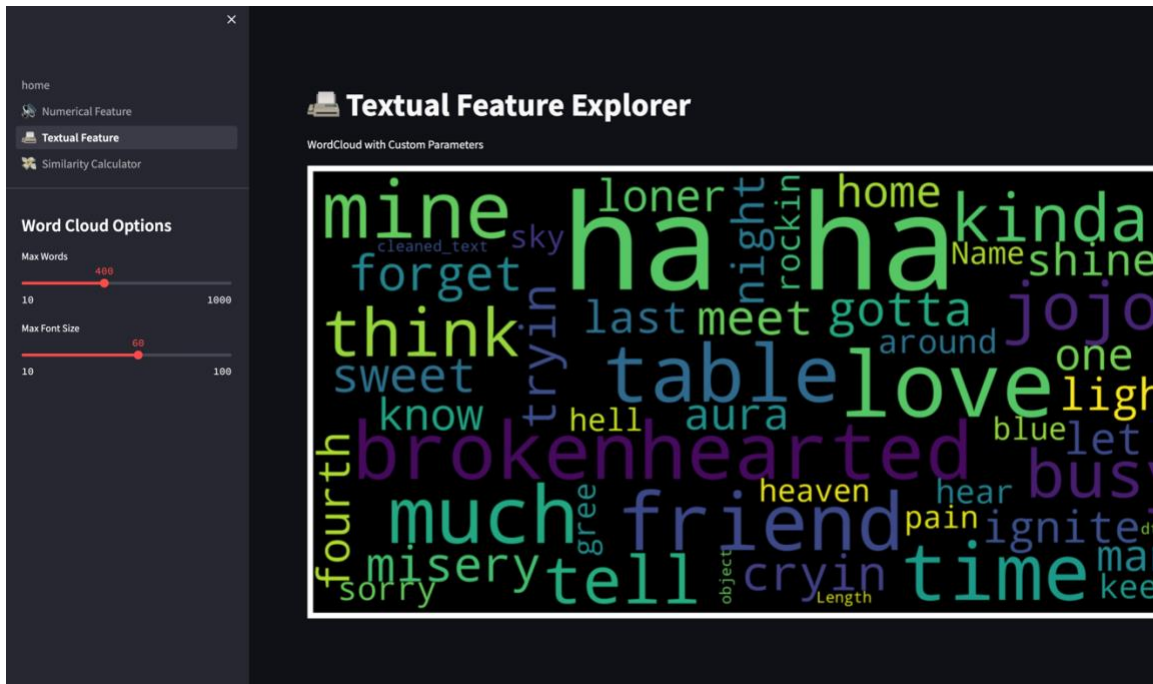 ×
home
Numerical Feature
Textual Feature
Similarity Calculator
Word Cloud Options
Max Words
400
10 1000
Max Font Size
60
10 100
Textual Feature Explorer
WordCloud with Custom Parameters
mine
ha ha
loner
night
rockin
home
kinda
cleaned_text
sky
Name
shine
forget
tryin
last
meet
gotta
jojo
think
around
one
table
love
sweet
ligh
know
hell
aura
blue
let
brokenhearted
busy
fourth
much
gree
heaven
hear
friend
pain
ignite
misery
tell
object
cryin
time
ma
sorry
Length
kee